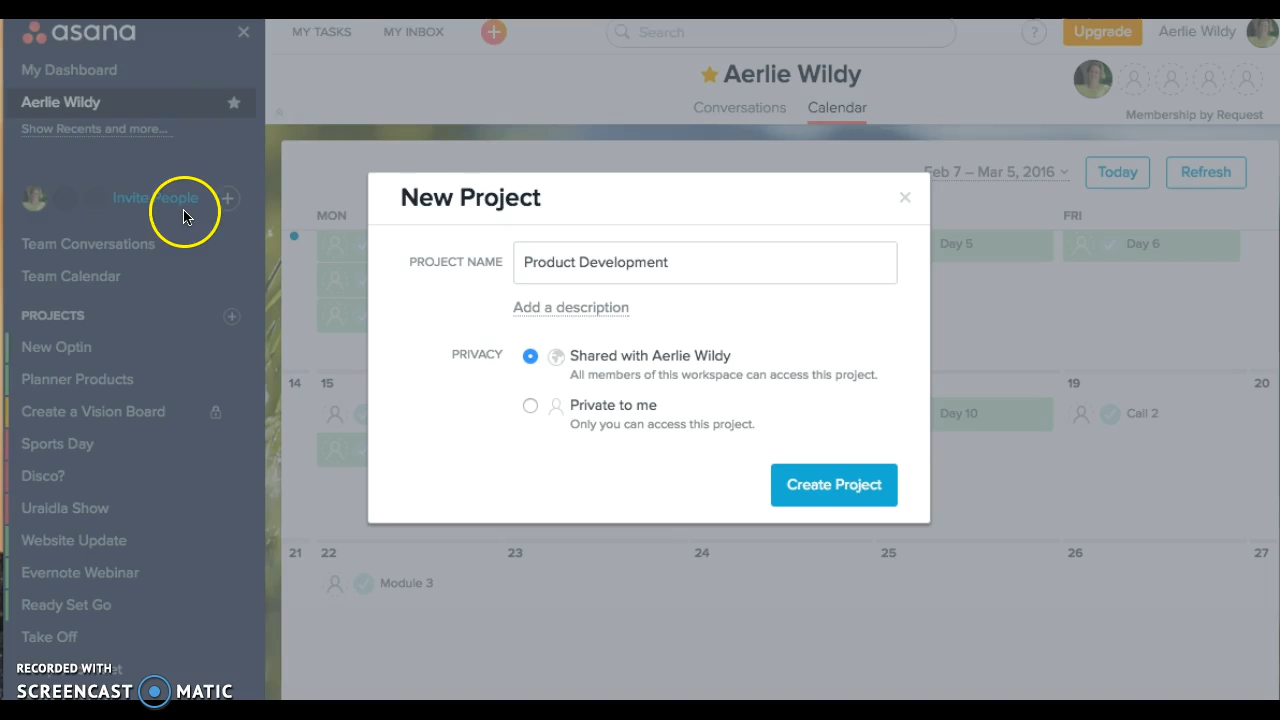 asana
MY TASKS
MY INBOX
Search
?
Upgrade
Aerlie Wildy
My Dashboard
Aerlie Wildy
Show Recents and more...
Aerlie Wildy
Conversations
Calendar
Membership by Request
Invite People
Team Conversations
Team Calendar
PROJECTS
New Optin
Planner Products
Create a Vision Board
Sports Day
Disco?
Uraidla Show
Website Update
Evernote Webinar
Ready Set Go
Take Off
Feb 7 – Mar 5, 2016
Today
Refresh
MON
FRI
Day 5
Day 6
14
15
19
20
Day 10
Call 2
21
22
23
24
25
26
27
Module 3
New Project
PROJECT NAME
Product Development
Add a description
PRIVACY
Shared with Aerlie Wildy
All members of this workspace can access this project.
Private to me
Only you can access this project.
Create Project
RECORDED WITH
SCREENCAST MATIC